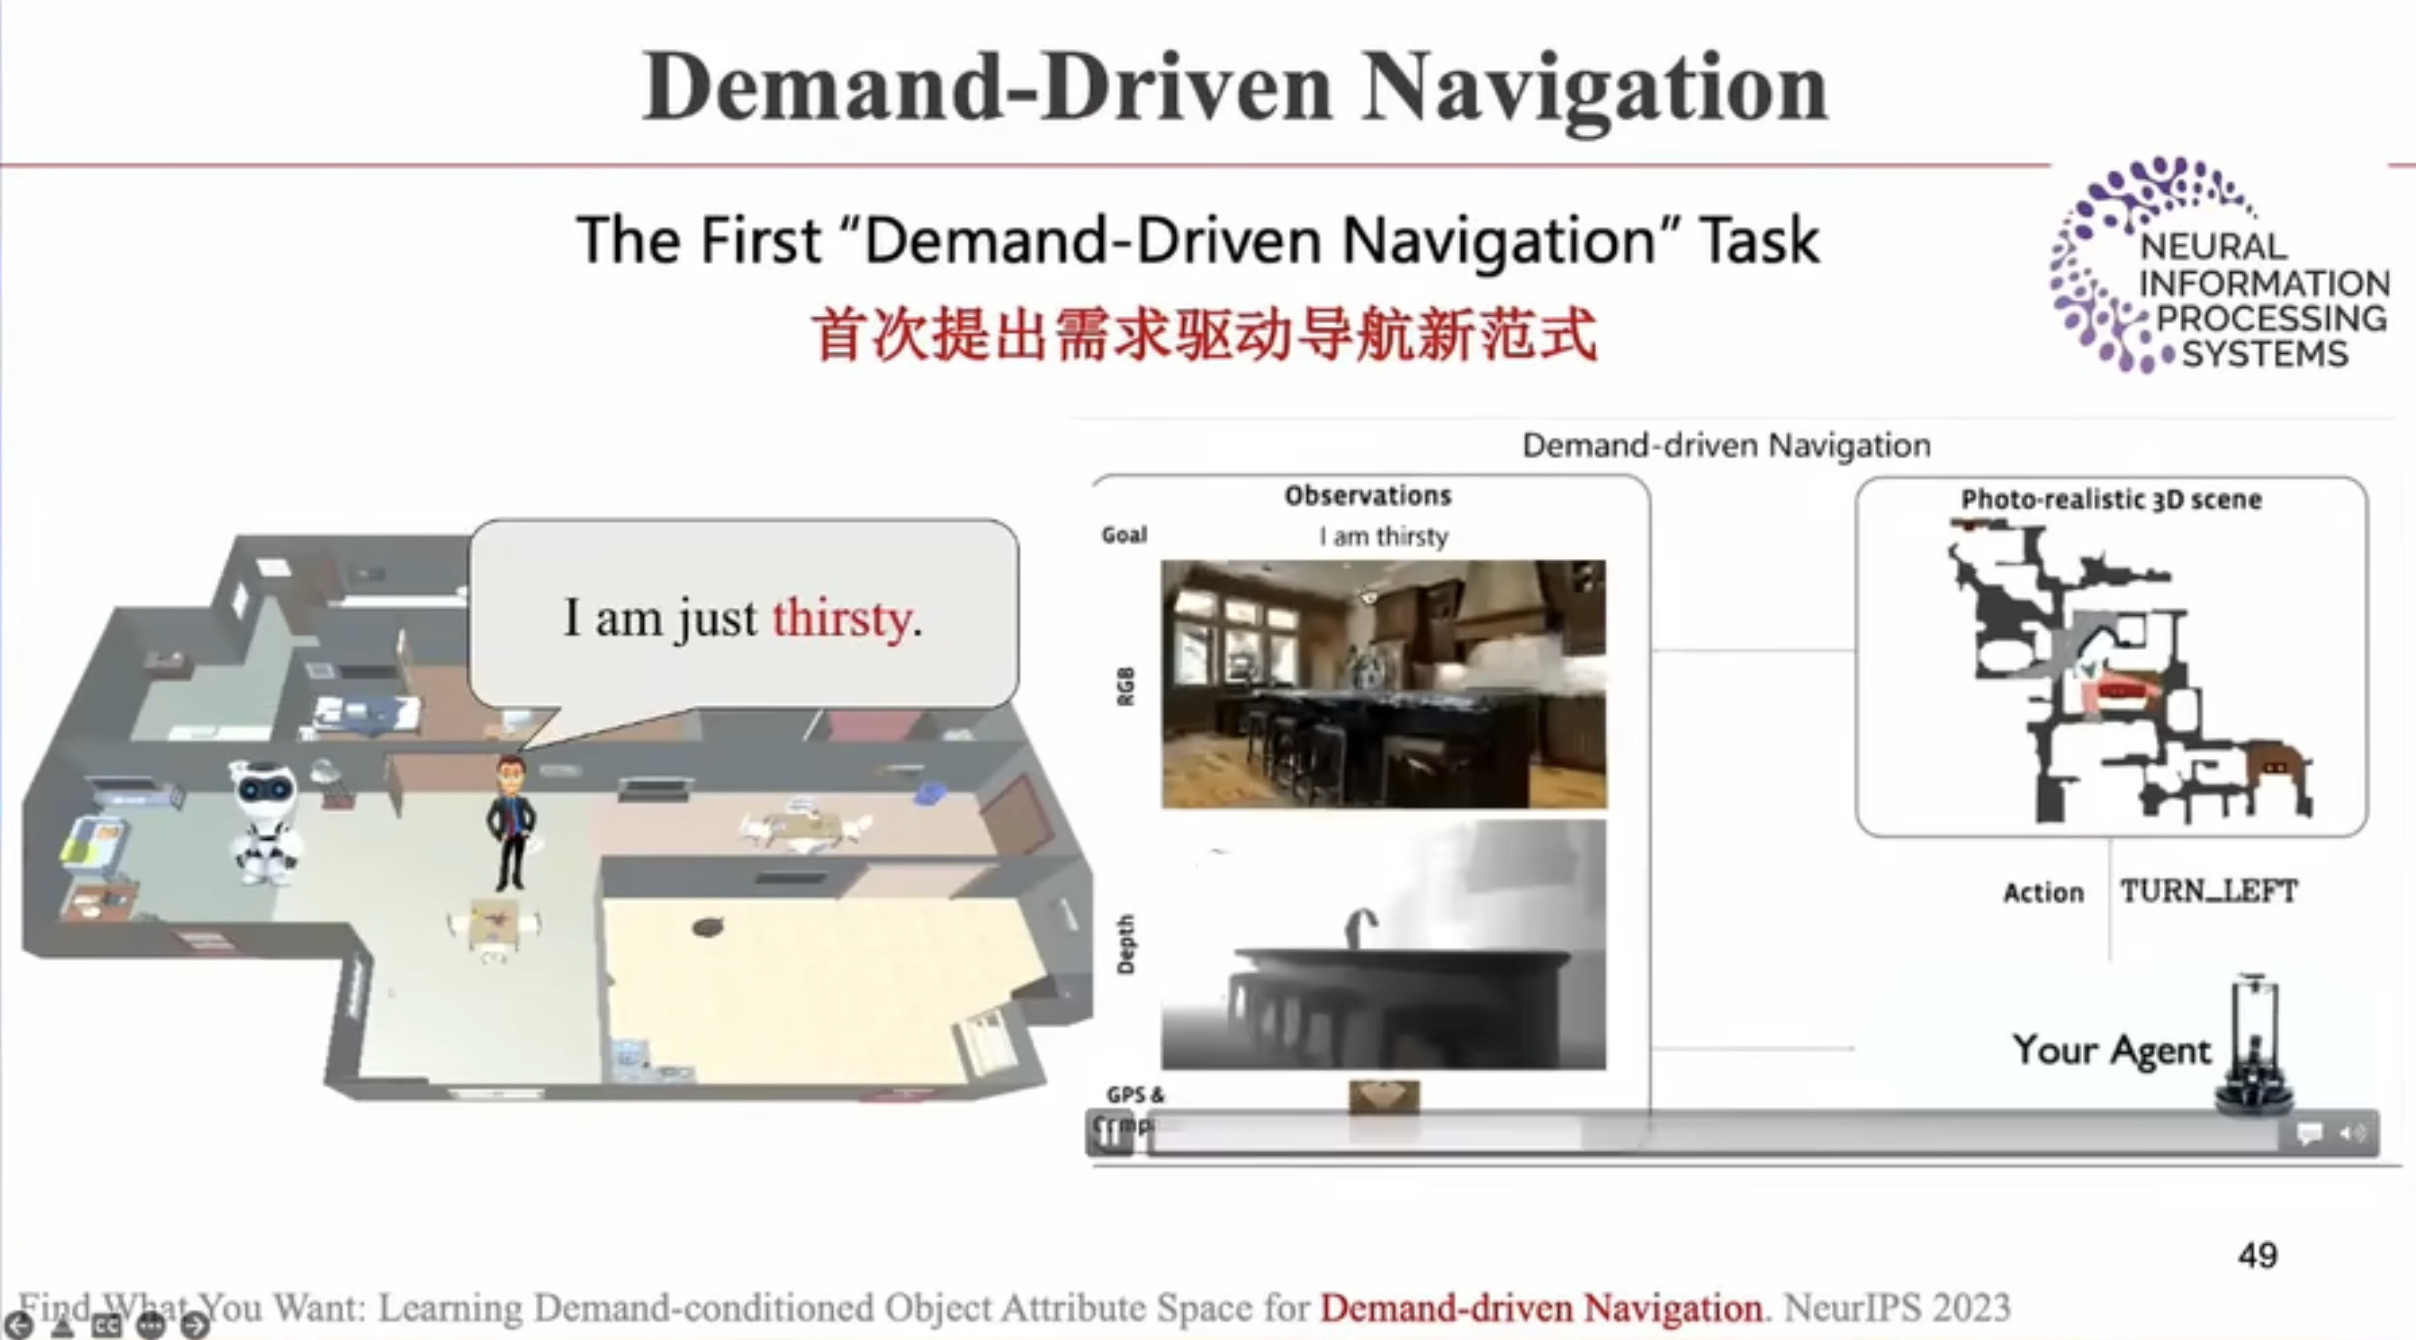 Demand-Driven Navigation
The First “Demand-Driven Navigation” Task
首次提出需求驱动导航新范式
NEURAL
INFORMATION
PROCESSING
SYSTEMS
I am just thirsty.
Demand-driven Navigation
Observations
Goal
I am thirsty
RGB
Depth
GPS &
Photo-realistic 3D scene
Action
TURN_LEFT
Your Agent
49
Find What You Want: Learning Demand-conditioned Object Attribute Space for Demand-driven Navigation. NeurIPS 2023
CC